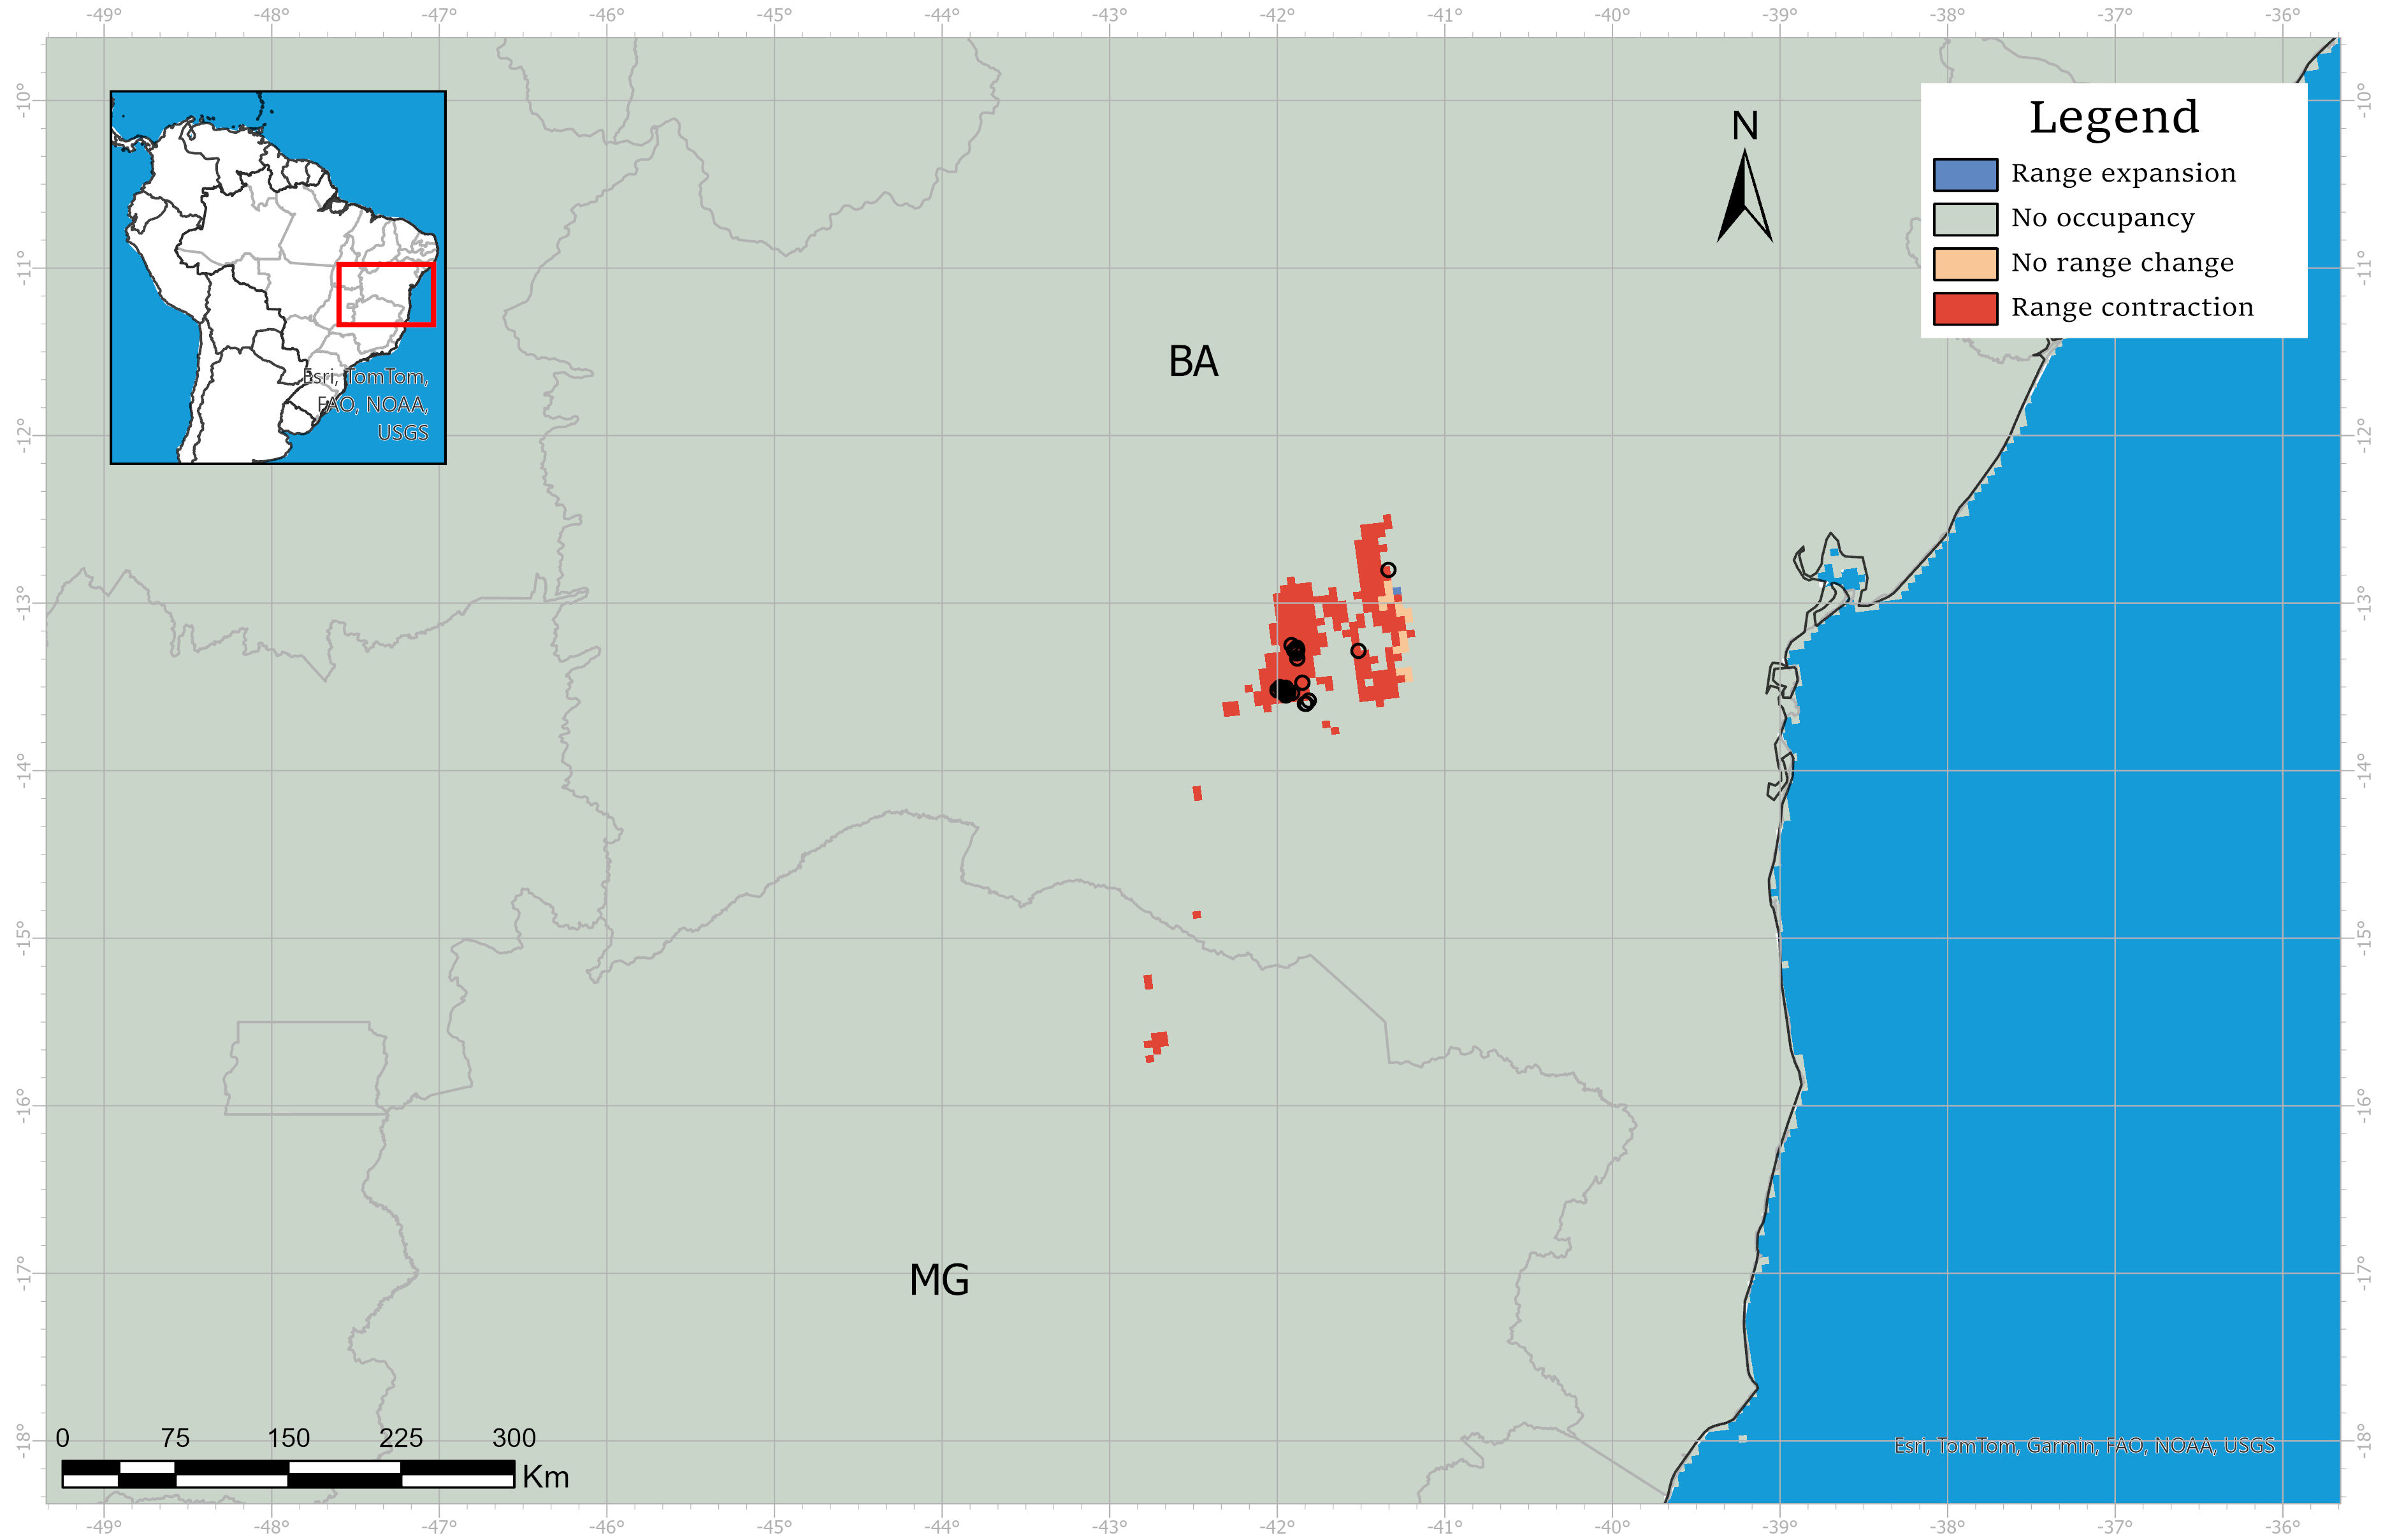 -49° -48° -47° -46° -45° -44° -43° -42° -41° -40° -39° -38° -37° -36°
-10° -10°
Legend
N
Range expansion
No occupancy
-11° No range change -11°
Range contraction
BA
Esri, TomTom,
FAO, NOAA,
USGS
-12° -12°
-13° -13°
-14° -14°
-15° -15°
-16° -16°
-17° -17°
MG
-18° -18°
0 75 150 225 300
Km
Esri, TomTom, Garmin, FAO, NOAA, USGS
-49° -48° -47° -46° -45° -44° -43° -42° -41° -40° -39° -38° -37° -36°